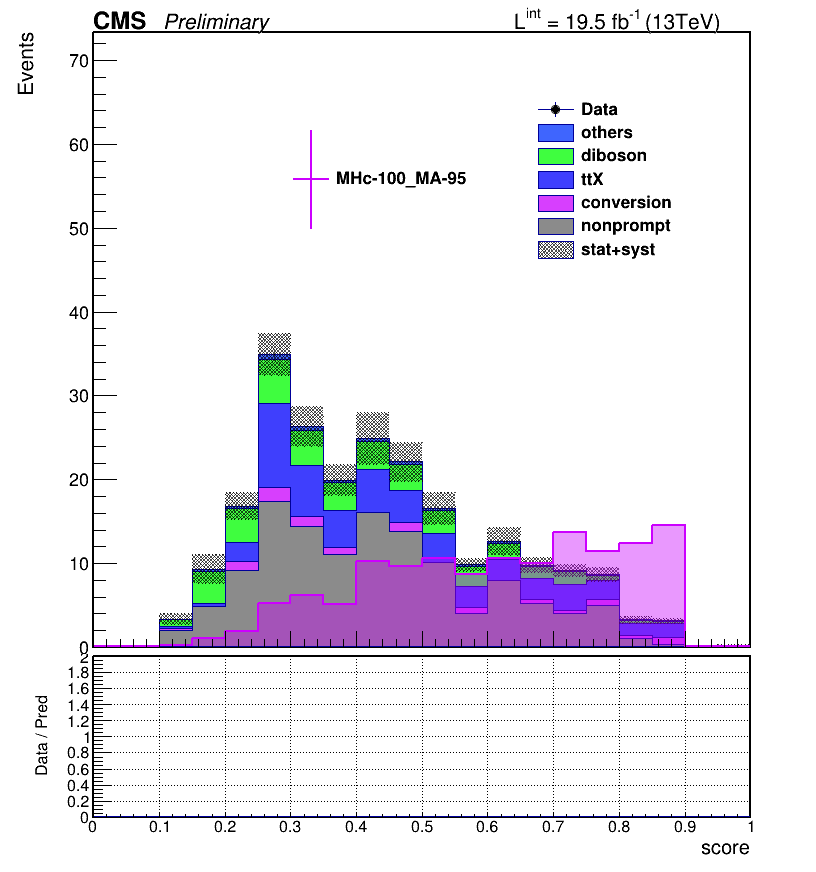 CMS Preliminary L^int = 19.5 fb^-1 (13TeV)
Events
70
60
50
40
30
20
10
0
Data
others
diboson
ttX
conversion
nonprompt
stat+syst
MHc-100_MA-95
Data / Pred
2
1.8
1.6
1.4
1.2
1
0.8
0.6
0.4
0.2
0
0 0.1 0.2 0.3 0.4 0.5 0.6 0.7 0.8 0.9 1
score